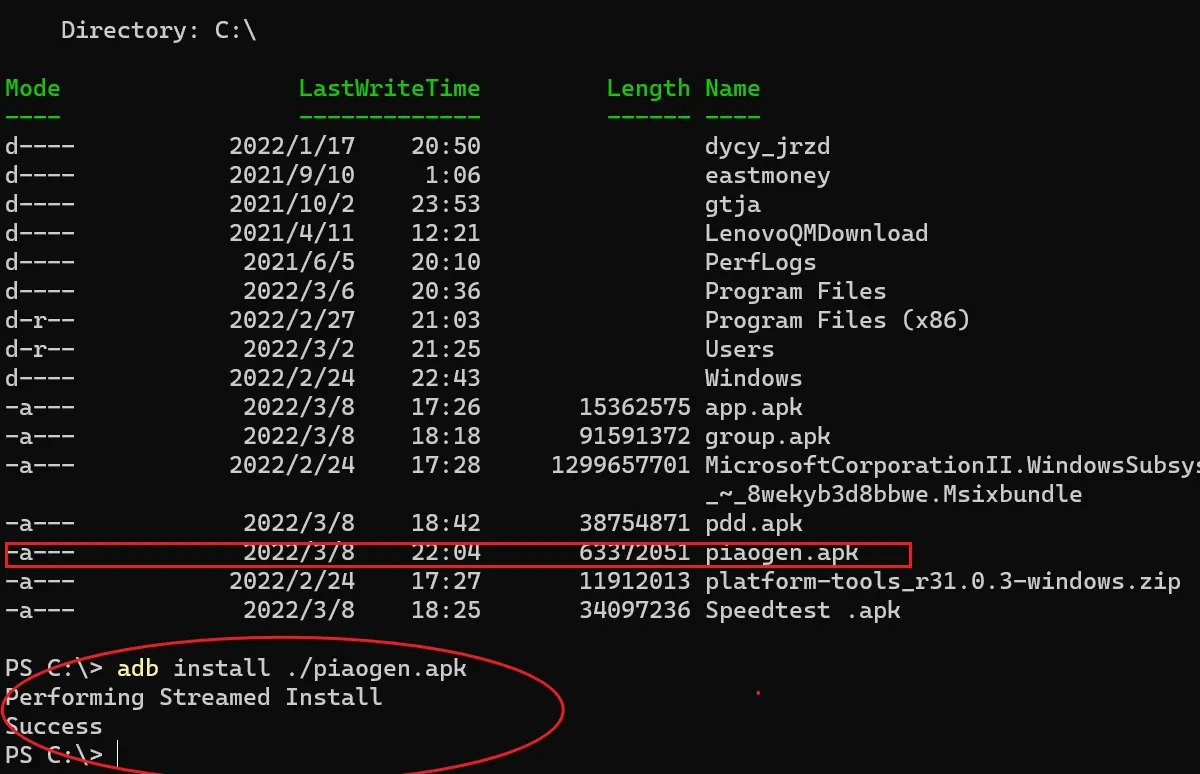 Directory: C:\
Mode LastWriteTime Length Name
---- ------------- ------ ----
d---- 2022/1/17 20:50 dycy_jrzd
d---- 2021/9/10 1:06 eastmoney
d---- 2021/10/2 23:53 gtja
d---- 2021/4/11 12:21 LenovoQMDownload
d---- 2021/6/5 20:10 PerfLogs
d---- 2022/3/6 20:36 Program Files
d-r-- 2022/2/27 21:03 Program Files (x86)
d-r-- 2022/3/2 21:25 Users
d---- 2022/2/24 22:43 Windows
-a--- 2022/3/8 17:26 15362575 app.apk
-a--- 2022/3/8 18:18 91591372 group.apk
-a--- 2022/2/24 17:28 1299657701 MicrosoftCorporationII.WindowsSubsys
_~_8wekyb3d8bbwe.Msixbundle
-a--- 2022/3/8 18:42 38754871 pdd.apk
-a--- 2022/3/8 22:04 63372051 piaogen.apk
-a--- 2022/2/24 17:27 11912013 platform-tools_r31.0.3-windows.zip
-a--- 2022/3/8 18:25 34097236 Speedtest .apk
PS C:\> adb install ./piaogen.apk
Performing Streamed Install
Success
PS C:\>